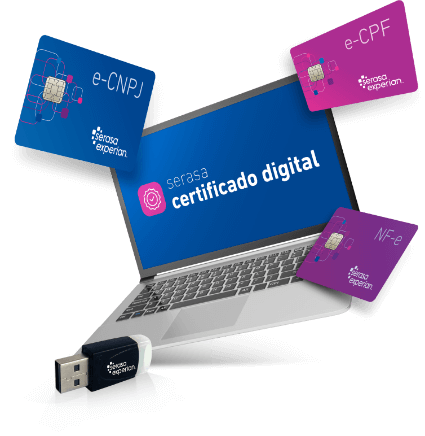 e-CNPJ
serasa
experian.
e-CPF
serasa
experian.
serasa
certificado digital
NF-e
serasa
experian.
serasa
experian.